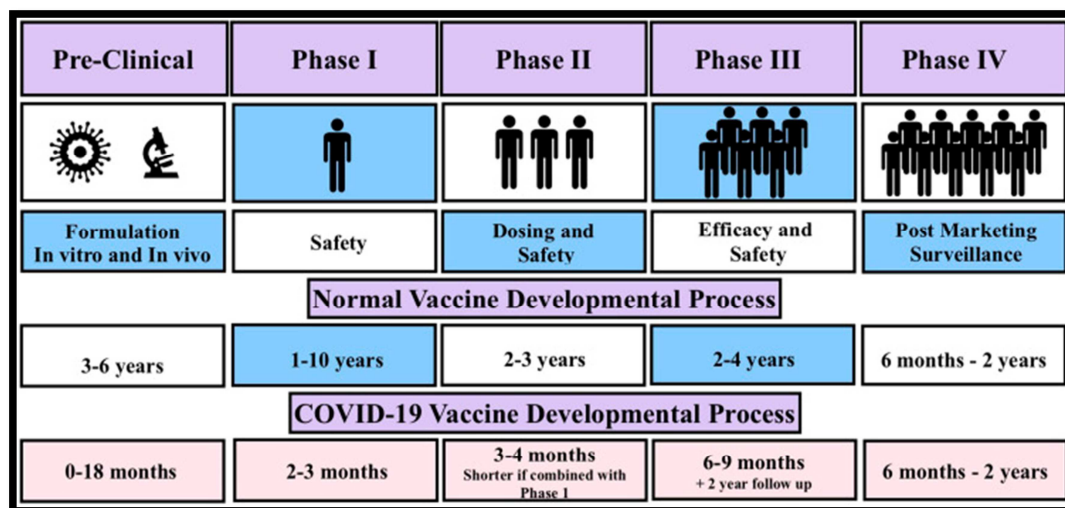 Pre-Clinical
Phase I
Phase II
Phase III
Phase IV
Formulation
In vitro and In vivo
Safety
Dosing and
Safety
Efficacy and
Safety
Post Marketing
Surveillance
Normal Vaccine Developmental Process
3-6 years
1-10 years
2-3 years
2-4 years
6 months - 2 years
COVID-19 Vaccine Developmental Process
0-18 months
2-3 months
3-4 months
Shorter if combined with
Phase 1
6-9 months
+ 2 year follow up
6 months - 2 years